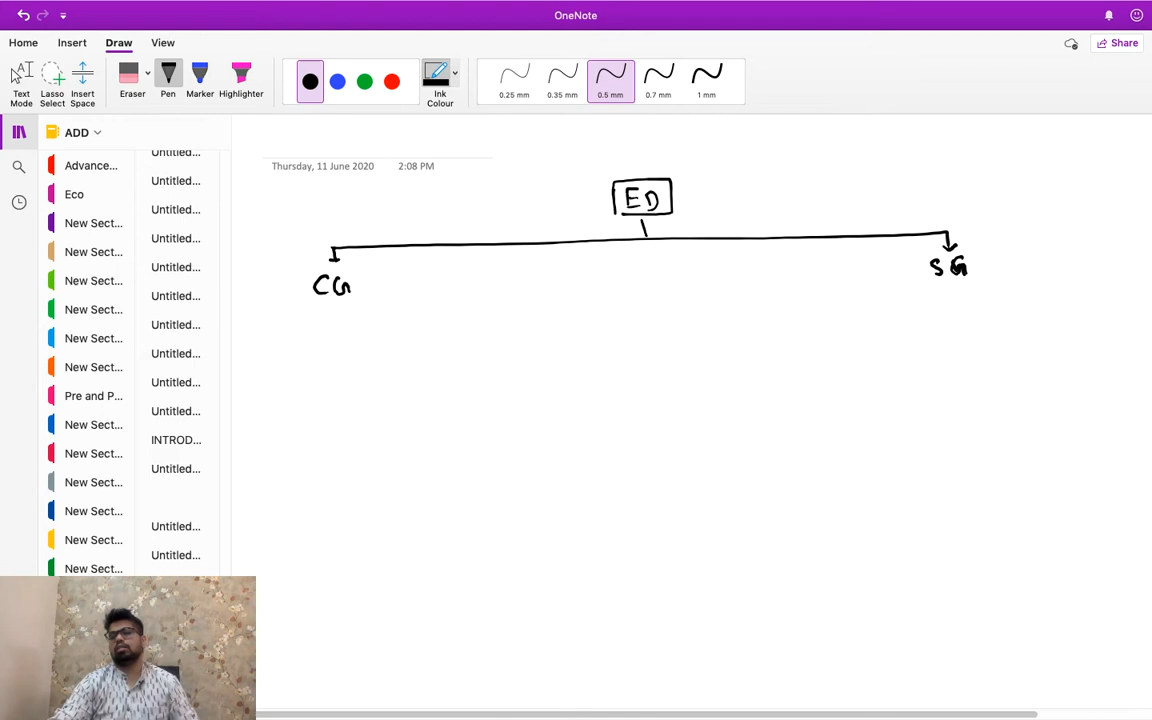 OneNote
Home Insert Draw View
Share
Text Mode
Lasso Select
Insert Space
Eraser
Pen
Marker
Highlighter
Ink Colour
0.25 mm
0.35 mm
0.5 mm
0.7 mm
1 mm
ADD
Advance...
Eco
New Sect...
New Sect...
New Sect...
New Sect...
New Sect...
New Sect...
Pre and P...
New Sect...
New Sect...
New Sect...
New Sect...
New Sect...
New Sect...
Untitled...
Untitled...
Untitled...
Untitled...
Untitled...
Untitled...
Untitled...
Untitled...
Untitled...
Untitled...
INTROD...
Untitled...
Untitled...
Untitled...
Thursday, 11 June 2020 2:08 PM
ED
CG
SG